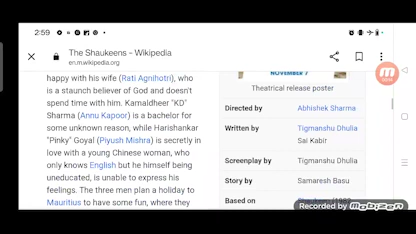 2:59
The Shaukeens - Wikipedia
en.m.wikipedia.org
happy with his wife (Rati Agnihotri), who
is a staunch believer of God and doesn't
spend time with him. Kamaldheer "KD"
Sharma (Annu Kapoor) is a bachelor for
some unknown reason, while Harishankar
"Pinky" Goyal (Piyush Mishra) is secretly in
love with a young Chinese woman, who
only knows English but he himself being
uneducated, is unable to express his
feelings. The three men plan a holiday to
Mauritius to have some fun, where they
NOVEMBER 7
Theatrical release poster
Directed by Abhishek Sharma
Written by Tigmanshu Dhulia
Sai Kabir
Screenplay by Tigmanshu Dhulia
Story by Samaresh Basu
Based on
Recorded by Mobizen